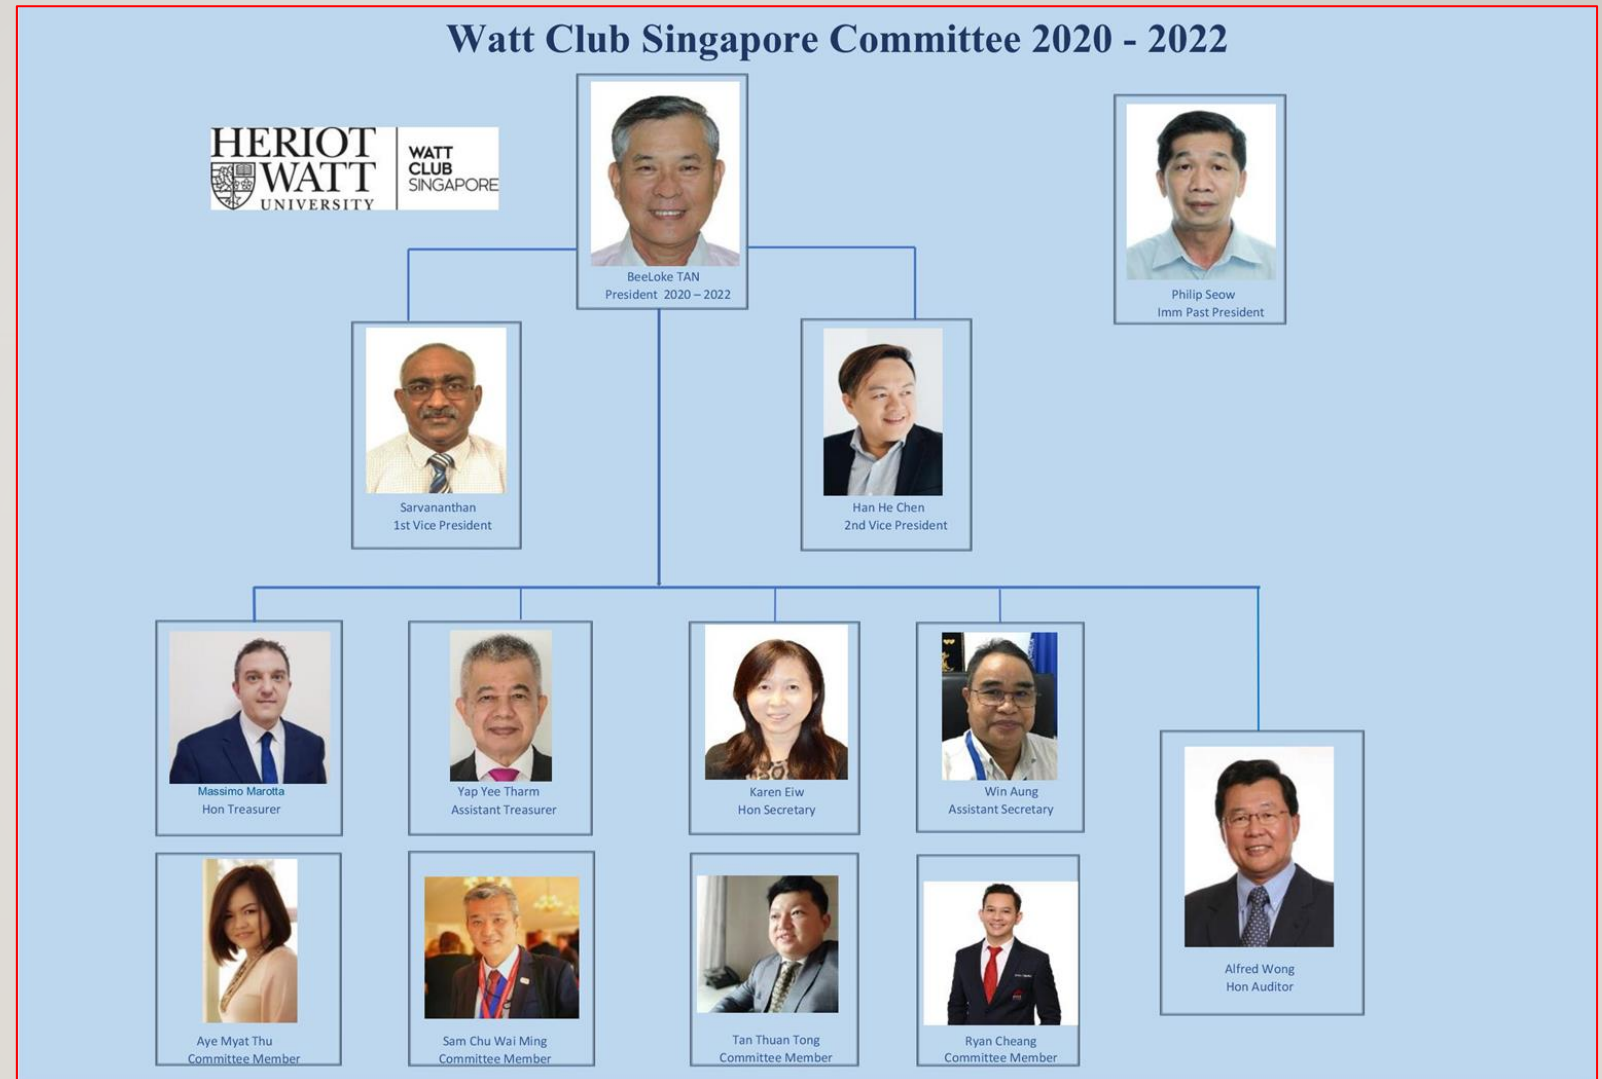 Watt Club Singapore Committee 2020 - 2022
HERIOT
WATT
UNIVERSITY
WATT
CLUB
SINGAPORE
BeeLoke TAN
President 2020 – 2022
Philip Seow
Imm Past President
Sarvananthan
1st Vice President
Han He Chen
2nd Vice President
Massimo Marotta
Hon Treasurer
Yap Yee Tharm
Assistant Treasurer
Karen Eiw
Hon Secretary
Win Aung
Assistant Secretary
Alfred Wong
Hon Auditor
Aye Myat Thu
Committee Member
Sam Chu Wai Ming
Committee Member
Tan Thuan Tong
Committee Member
Ryan Cheang
Committee Member